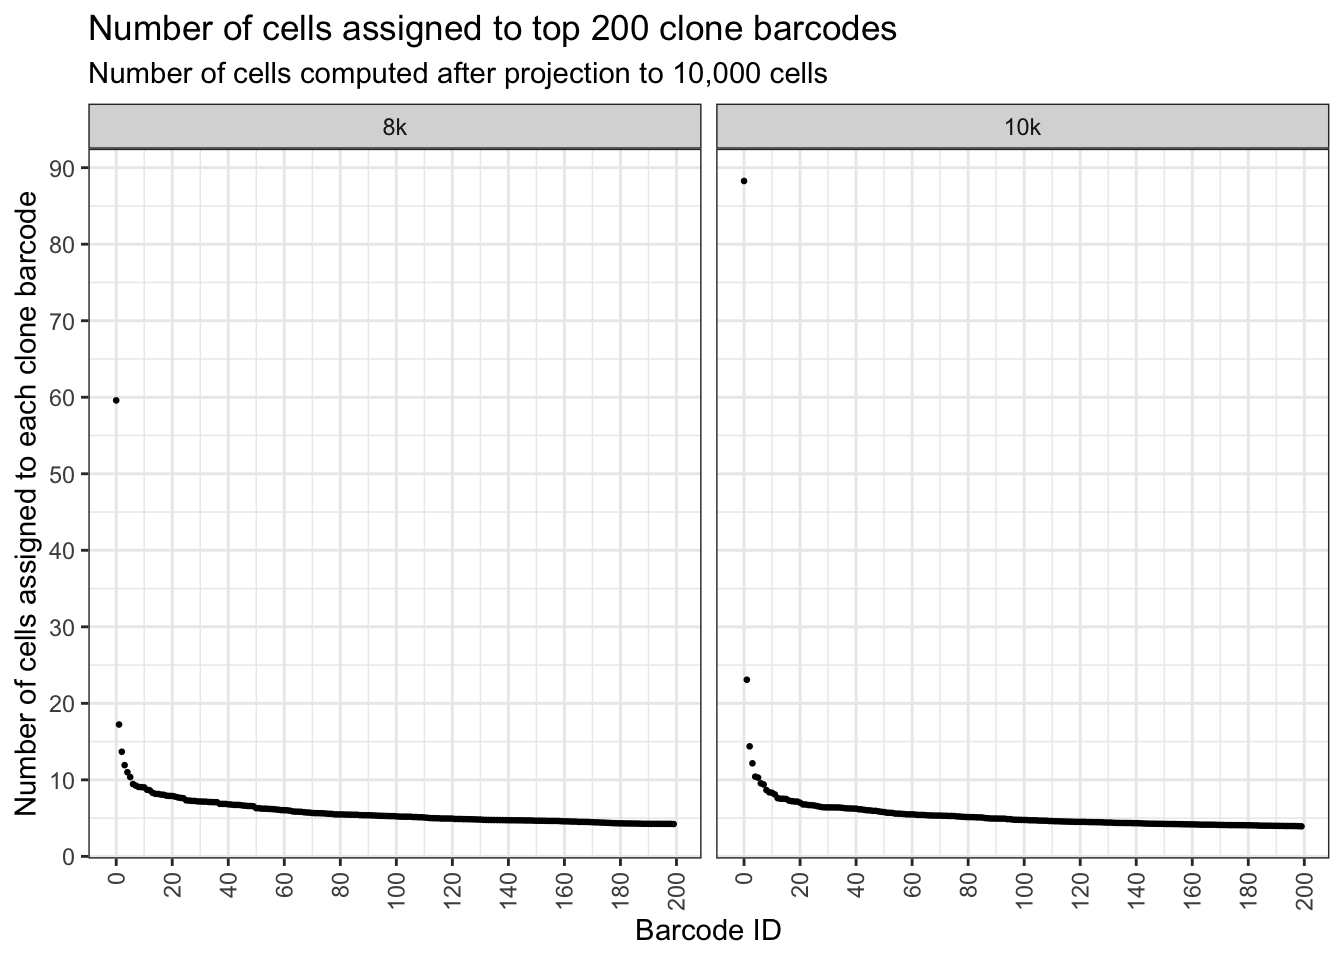 Number of cells assigned to top 200 clone barcodes
Number of cells computed after projection to 10,000 cells
8k
10k
Number of cells assigned to each clone barcode
90
80
70
60
50
40
30
20
10
0
0 20 40 60 80 100 120 140 160 180 200
0 20 40 60 80 100 120 140 160 180 200
Barcode ID